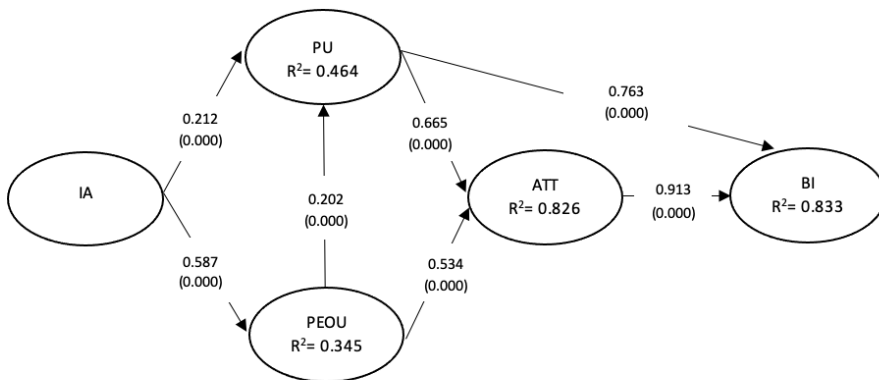 PU
R²= 0.464
0.212
(0.000)
0.665
(0.000)
0.763
(0.000)
IA
0.202
(0.000)
ATT
R²= 0.826
0.913
(0.000)
BI
R²= 0.833
0.587
(0.000)
0.534
(0.000)
PEOU
R²= 0.345